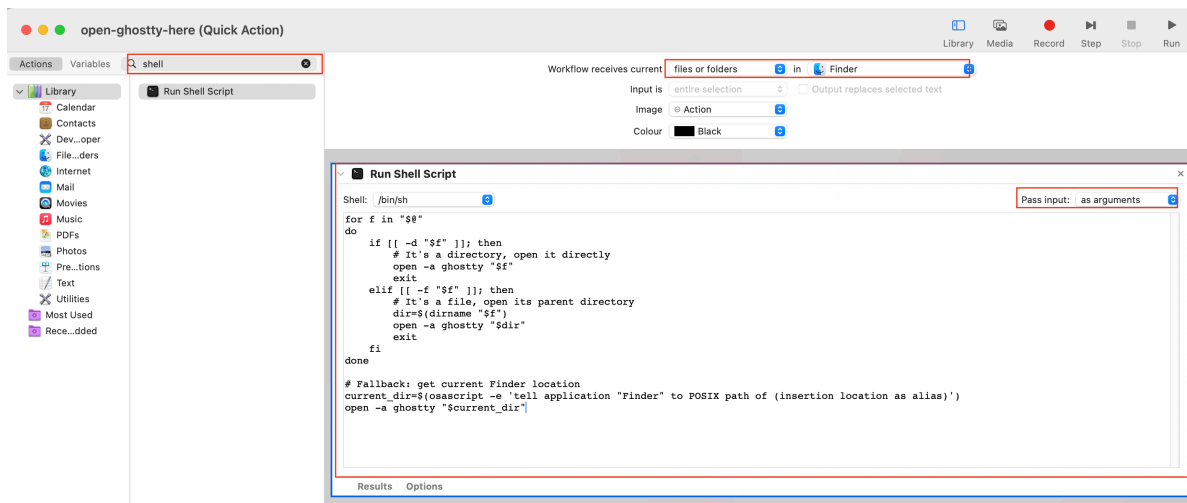 open-ghostty-here (Quick Action)
Library
Media
Record
Step
Stop
Run
Actions
Variables
shell
Library
Calendar
Contacts
Dev...oper
File...ders
Internet
Mail
Movies
Music
PDFs
Photos
Pre...tions
Text
Utilities
Most Used
Rece...dded
Run Shell Script
Workflow receives current files or folders in Finder
Input is entire selection Output replaces selected text
Image Action
Colour Black
Run Shell Script
Shell: /bin/sh
Pass input: as arguments
for f in "$@"
do
    if [[ -d "$f" ]]; then
        # It's a directory, open it directly
        open -a ghostty "$f"
        exit
    elif [[ -f "$f" ]]; then
        # It's a file, open its parent directory
        dir=$(dirname "$f")
        open -a ghostty "$dir"
        exit
    fi
done
# Fallback: get current Finder location
current_dir=$(osascript -e 'tell application "Finder" to POSIX path of (insertion location as alias)')
open -a ghostty "$current_dir"
Results
Options